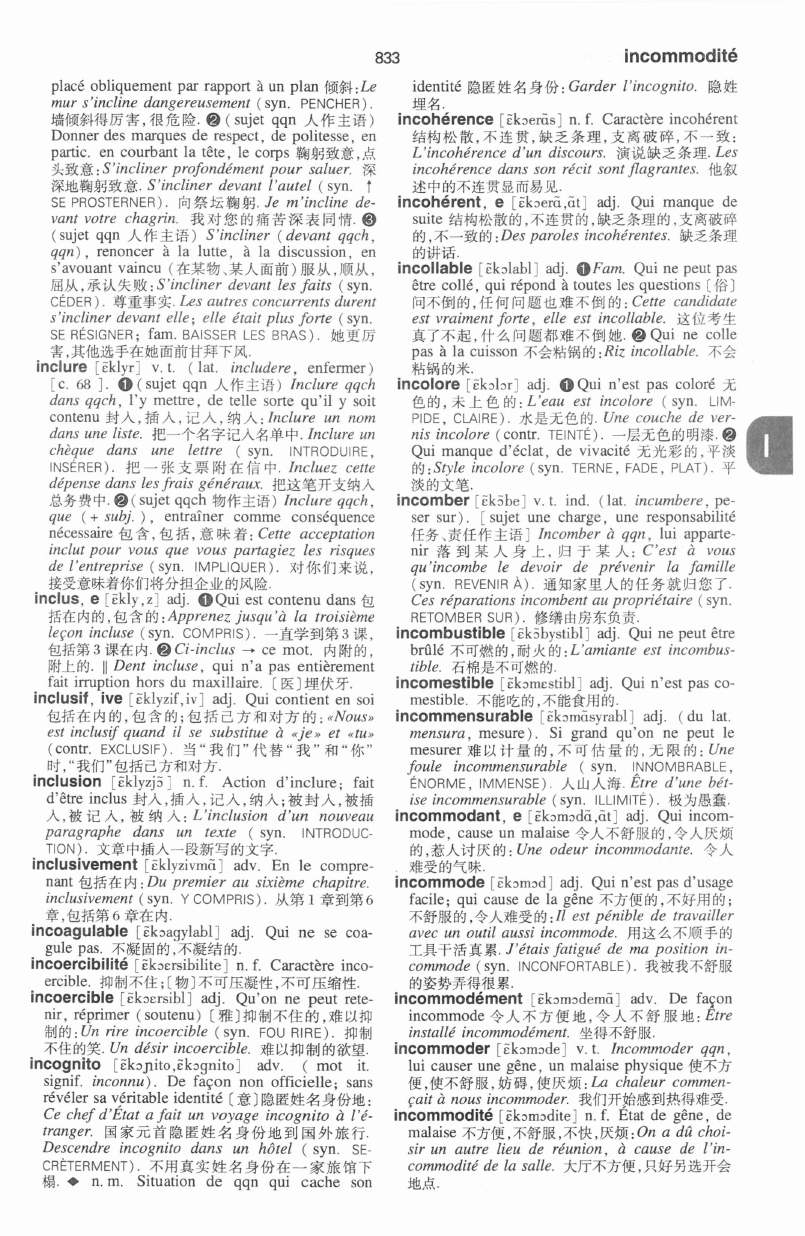 833
incommodité
placé obliquement par rapport à un plan 倾斜:Le
mur s'incline dangereusement (syn. PENCHER).
墙倾斜得厉害,很危险. ❷ (sujet qqn 人作主语)
Donner des marques de respect, de politesse, en
partic. en courbant la tête, le corps 鞠躬致意,点
头致意:S'incliner profondément pour saluer. 深
深地鞠躬致意. S'incliner devant l'autel (syn. ↑
SE PROSTERNER). 向祭坛鞠躬. Je m'incline de-
vant votre chagrin. 我对您的痛苦深表同情. ❸
(sujet qqn 人作主语) S'incliner (devant qqch,
qqn), renoncer à la lutte, à la discussion, en
s'avouant vaincu (在某物、某人面前)服从,顺从,
屈从,承认失败:S'incliner devant les faits (syn.
CÉDER). 尊重事实. Les autres concurrents durent
s'incliner devant elle; elle était plus forte (syn.
SE RÉSIGNER; fam. BAISSER LES BRAS). 她更厉
害,其他选手在她面前甘拜下风.
inclure [ɛ̃klyr] v. t. (lat. includere, enfermer)
[c. 68 ]. ❶ (sujet qqn 人作主语) Inclure qqch
dans qqch, l'y mettre, de telle sorte qu'il y soit
contenu 封入,插入,记入,纳入:Inclure un nom
dans une liste. 把一个名字记入名单中. Inclure un
chèque dans une lettre ( syn. INTRODUIRE,
INSÉRER). 把一张支票附在信中. Incluez cette
dépense dans les frais généraux. 把这笔开支纳入
总务费中. ❷ (sujet qqch 物作主语) Inclure qqch,
que (+ subj. ), entraîner comme conséquence
nécessaire 包含,包括,意味着:Cette acceptation
inclut pour vous que vous partagiez les risques
de l'entreprise (syn. IMPLIQUER). 对你们来说,
接受意味着你们将分担企业的风险.
inclus, e [ɛ̃kly,z] adj. ❶Qui est contenu dans 包
括在内的,包含的:Apprenez jusqu'à la troisième
leçon incluse (syn. COMPRIS). 一直学到第3课,
包括第3课在内. ❷ Ci-inclus → ce mot. 内附的,
附上的. ‖ Dent incluse, qui n'a pas entièrement
fait irruption hors du maxillaire. [医]埋伏牙.
inclusif, ive [ɛ̃klyzif,iv] adj. Qui contient en soi
包括在内的,包含的;包括己方和对方的:«Nous»
est inclusif quand il se substitue à «je» et «tu»
(contr. EXCLUSIF). 当“我们”代替“我”和“你”
时,“我们”包括己方和对方.
inclusion [ɛ̃klyzjɔ̃] n. f. Action d'inclure; fait
d'être inclus 封入,插入,记入,纳入;被封入,被插
入,被记入,被纳入:L'inclusion d'un nouveau
paragraphe dans un texte ( syn. INTRODUC-
TION). 文章中插入一段新写的文字.
inclusivement [ɛ̃klyzivmɑ̃] adv. En le compre-
nant 包括在内:Du premier au sixième chapitre.
inclusivement (syn. Y COMPRIS). 从第1章到第6
章,包括第6章在内.
incoagulable [ɛ̃kɔagylabl] adj. Qui ne se coa-
gule pas. 不凝固的,不凝结的.
incoercibilité [ɛ̃kɔɛrsibilite] n. f. Caractère inco-
ercible. 抑制不住;[物]不可压凝性,不可压缩性.
incoercible [ɛ̃kɔɛrsibl] adj. Qu'on ne peut rete-
nir, réprimer (soutenu) [雅]抑制不住的,难以抑
制的:Un rire incoercible (syn. FOU RIRE). 抑制
不住的笑. Un désir incoercible. 难以抑制的欲望.
incognito [ɛ̃kɔɲito,ɛ̃kɔgnito] adv. ( mot it.
signif. inconnu). De façon non officielle; sans
révéler sa véritable identité [意]隐匿姓名身份地:
Ce chef d'État a fait un voyage incognito à l'é-
tranger. 国家元首隐匿姓名身份地到国外旅行.
Descendre incognito dans un hôtel ( syn. SE-
CRÈTERMENT). 不用真实姓名身份在一家旅馆下
榻. ◆ n. m. Situation de qqn qui cache son
identité 隐匿姓名身份:Garder l'incognito. 隐姓
埋名.
incohérence [ɛ̃kɔerɑ̃s] n. f. Caractère incohérent
结构松散,不连贯,缺乏条理,支离破碎,不一致:
L'incohérence d'un discours. 演说缺乏条理. Les
incohérence dans son récit sont flagrantes. 他叙
述中的不连贯显而易见.
incohérent, e [ɛ̃kɔerɑ̃,ɑ̃t] adj. Qui manque de
suite 结构松散的,不连贯的,缺乏条理的,支离破碎
的,不一致的:Des paroles incohérentes. 缺乏条理
的讲话.
incollable [ɛ̃kɔlabl] adj. ❶Fam. Qui ne peut pas
être collé, qui répond à toutes les questions [俗]
问不倒的,任何问题也难不倒的:Cette candidate
est vraiment forte, elle est incollable. 这位考生
真了不起,什么问题都难不倒她. ❷ Qui ne colle
pas à la cuisson 不会粘锅的:Riz incollable. 不会
粘锅的米.
incolore [ɛ̃kɔlɔr] adj. ❶Qui n'est pas coloré 无
色的,未上色的:L'eau est incolore ( syn. LIM-
PIDE, CLAIRE). 水是无色的. Une couche de ver-
nis incolore (contr. TEINTÉ). 一层无色的明漆. ❷
Qui manque d'éclat, de vivacité 无光彩的,平淡
的:Style incolore (syn. TERNE, FADE, PLAT). 平
淡的文笔.
I
incomber [ɛ̃kɔ̃be] v. t. ind. (lat. incumbere, pe-
ser sur). [sujet une charge, une responsabilité
任务、责任作主语] Incomber à qqn, lui apparte-
nir 落到某人身上,归于某人:C'est à vous
qu'incombe le devoir de prévenir la famille
(syn. REVENIR À). 通知家里人的任务就归您了.
Ces réparations incombent au propriétaire (syn.
RETOMBER SUR). 修缮由房东负责.
incombustible [ɛ̃kɔ̃bystibl] adj. Qui ne peut être
brûlé 不可燃的,耐火的:L'amiante est incombus-
tible. 石棉是不可燃的.
incomestible [ɛ̃kɔmɛstibl] adj. Qui n'est pas co-
mestible. 不能吃的,不能食用的.
incommensurable [ɛ̃kɔmɑ̃syrabl] adj. (du lat.
mensura, mesure). Si grand qu'on ne peut le
mesurer 难以计量的,不可估量的,无限的:Une
foule incommensurable ( syn. INNOMBRABLE,
ÉNORME, IMMENSE). 人山人海. Être d'une bêt-
ise incommensurable (syn. ILLIMITÉ). 极为愚蠢.
incommodant, e [ɛ̃kɔmɔdɑ̃,ɑ̃t] adj. Qui incom-
mode, cause un malaise 令人不舒服的,令人厌烦
的,惹人讨厌的:Une odeur incommodante. 令人
难受的气味.
incommode [ɛ̃kɔmɔd] adj. Qui n'est pas d'usage
facile; qui cause de la gêne 不方便的,不好用的;
不舒服的,令人难受的:Il est pénible de travailler
avec un outil aussi incommode. 用这么不顺手的
工具干活真累. J'étais fatigué de ma position in-
commode (syn. INCONFORTABLE). 我被我不舒服
的姿势弄得很累.
incommodément [ɛ̃kɔmɔdemɑ̃] adv. De façon
incommode 令人不方便地,令人不舒服地:Être
installé incommodément. 坐得不舒服.
incommoder [ɛ̃kɔmɔde] v. t. Incommoder qqn,
lui causer une gêne, un malaise physique 使不方
便,使不舒服,妨碍,使厌烦:La chaleur commen-
çait à nous incommoder. 我们开始感到热得难受.
incommodité [ɛ̃kɔmɔdite] n. f. État de gêne, de
malaise 不方便,不舒服,不快,厌烦:On a dû choi-
sir un autre lieu de réunion, à cause de l'in-
commodité de la salle. 大厅不方便,只好另选开会
地点.